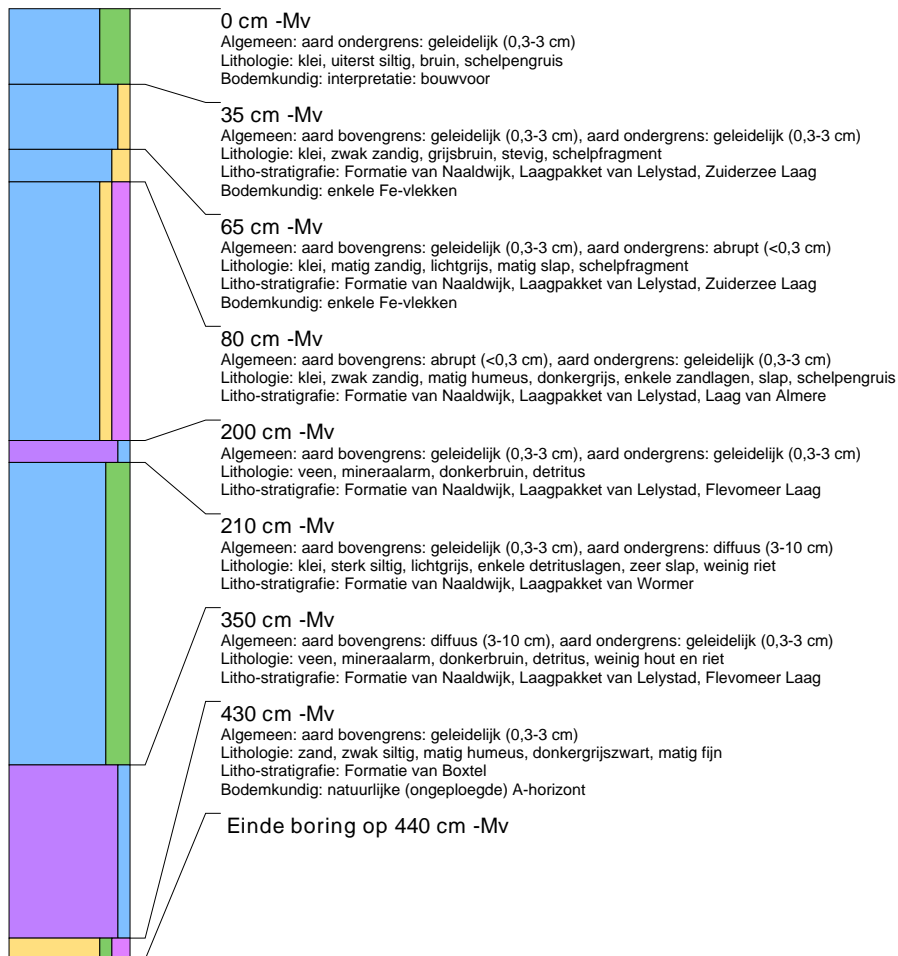 0 cm -Mv
Algemeen: aard ondergrens: geleidelijk (0,3-3 cm)
Lithologie: klei, uiterst siltig, bruin, schelpengruis
Bodemkundig: interpretatie: bouwvoor
35 cm -Mv
Algemeen: aard bovengrens: geleidelijk (0,3-3 cm), aard ondergrens: geleidelijk (0,3-3 cm)
Lithologie: klei, zwak zandig, grijsbruin, stevig, schelpfragment
Litho-stratigrafie: Formatie van Naaldwijk, Laagpakket van Lelystad, Zuiderzee Laag
Bodemkundig: enkele Fe-vlekken
65 cm -Mv
Algemeen: aard bovengrens: geleidelijk (0,3-3 cm), aard ondergrens: abrupt (<0,3 cm)
Lithologie: klei, matig zandig, lichtgrijs, matig slap, schelpfragment
Litho-stratigrafie: Formatie van Naaldwijk, Laagpakket van Lelystad, Zuiderzee Laag
Bodemkundig: enkele Fe-vlekken
80 cm -Mv
Algemeen: aard bovengrens: abrupt (<0,3 cm), aard ondergrens: geleidelijk (0,3-3 cm)
Lithologie: klei, zwak zandig, matig humeus, donkergrijs, enkele zandlagen, slap, schelpengruis
Litho-stratigrafie: Formatie van Naaldwijk, Laagpakket van Lelystad, Laag van Almere
200 cm -Mv
Algemeen: aard bovengrens: geleidelijk (0,3-3 cm), aard ondergrens: geleidelijk (0,3-3 cm)
Lithologie: veen, mineraalarm, donkerbruin, detritus
Litho-stratigrafie: Formatie van Naaldwijk, Laagpakket van Lelystad, Flevomeer Laag
210 cm -Mv
Algemeen: aard bovengrens: geleidelijk (0,3-3 cm), aard ondergrens: diffuus (3-10 cm)
Lithologie: klei, sterk siltig, lichtgrijs, enkele detrituslagen, zeer slap, weinig riet
Litho-stratigrafie: Formatie van Naaldwijk, Laagpakket van Wormer
350 cm -Mv
Algemeen: aard bovengrens: diffuus (3-10 cm), aard ondergrens: geleidelijk (0,3-3 cm)
Lithologie: veen, mineraalarm, donkerbruin, detritus, weinig hout en riet
Litho-stratigrafie: Formatie van Naaldwijk, Laagpakket van Lelystad, Flevomeer Laag
430 cm -Mv
Algemeen: aard bovengrens: geleidelijk (0,3-3 cm)
Lithologie: zand, zwak siltig, matig humeus, donkergrijszwart, matig fijn
Litho-stratigrafie: Formatie van Boxtel
Bodemkundig: natuurlijke (ongeploegde) A-horizont
Einde boring op 440 cm -Mv